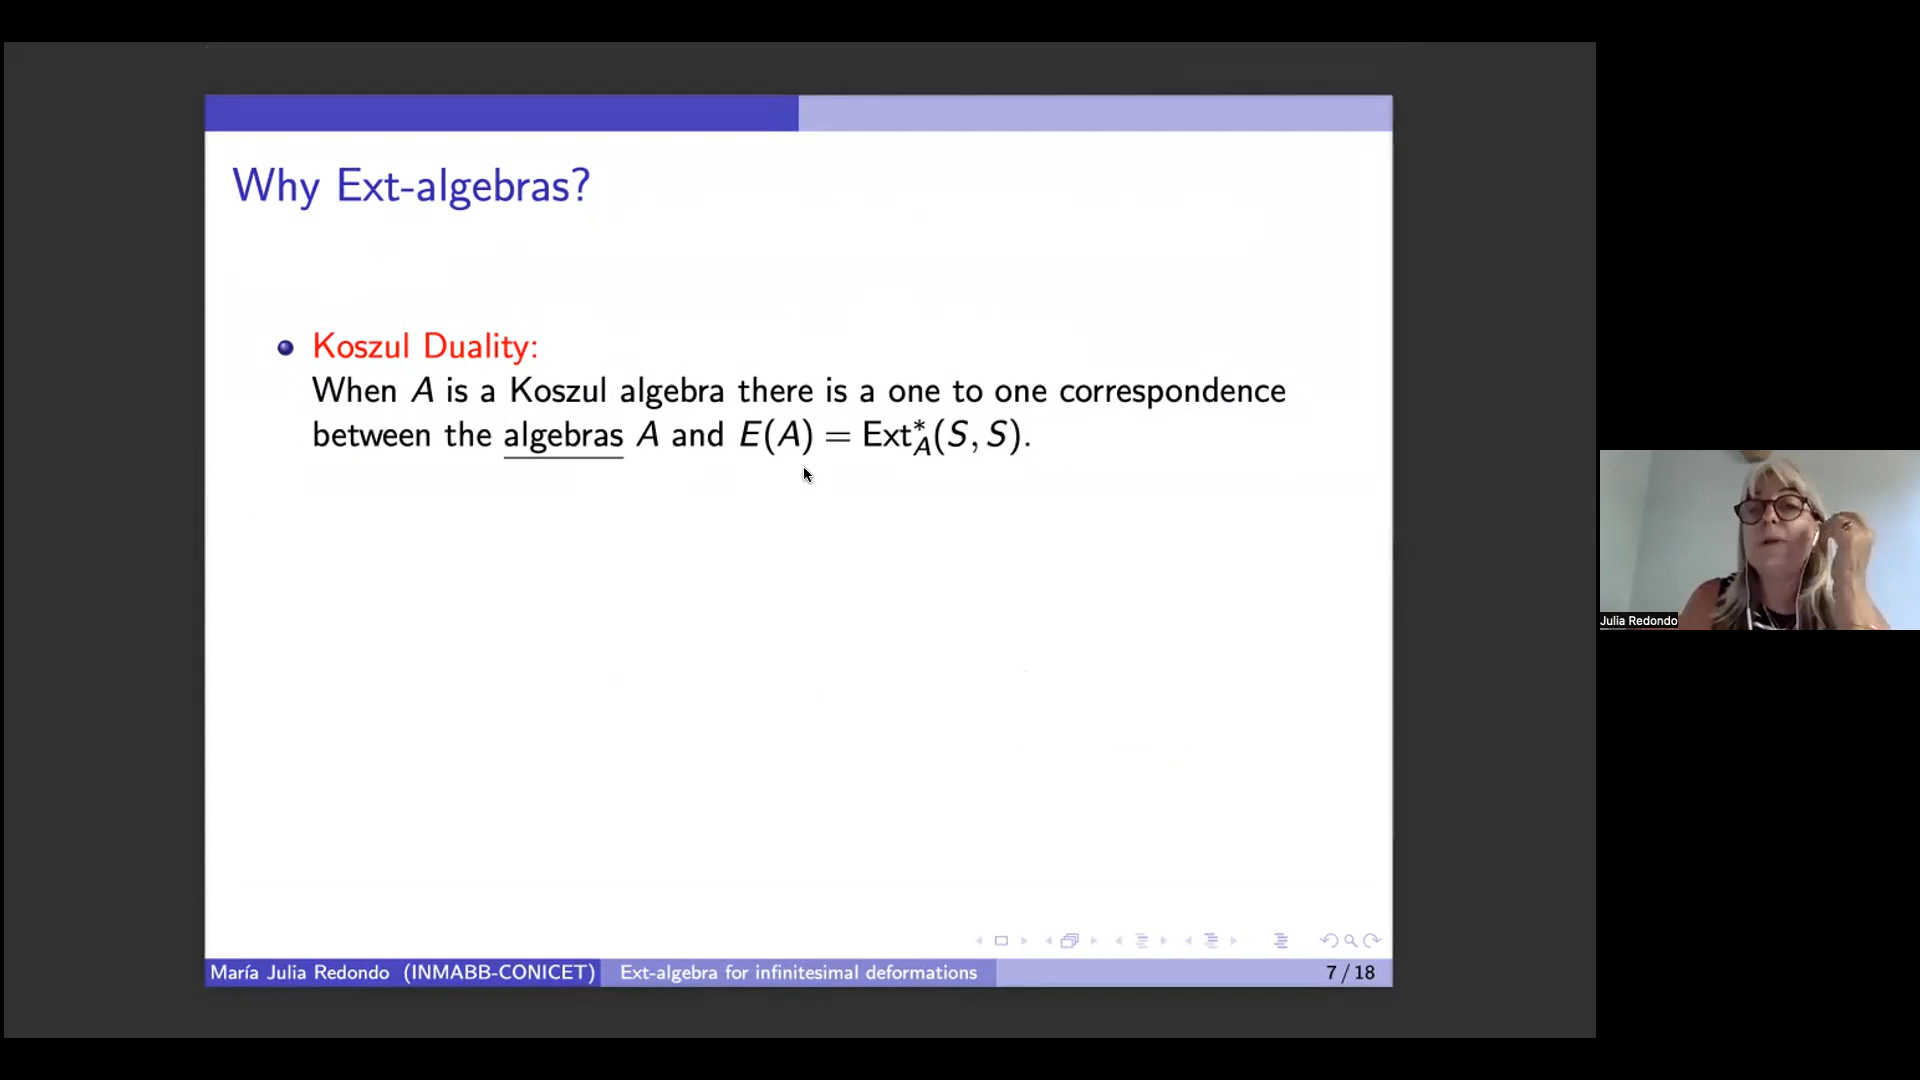 Why Ext-algebras?
Koszul Duality:
When A is a Koszul algebra there is a one to one correspondence
between the algebras A and E(A) = Ext*_A(S, S).
Julia Redondo
María Julia Redondo (INMABB-CONICET)
Ext-algebra for infinitesimal deformations
7 / 18